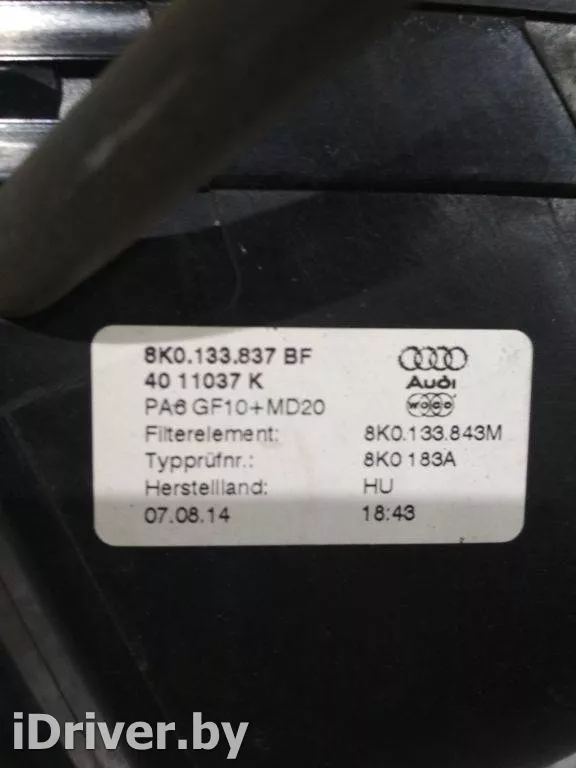 8K0.133.837 BF
40 11037 K
Audi
PA6 GF10+MD20
WOCO
Filterelement: 8K0.133.843M
Typprüfnr.: 8K0 183A
Herstellland: HU
07.08.14 18:43
iDriver.by